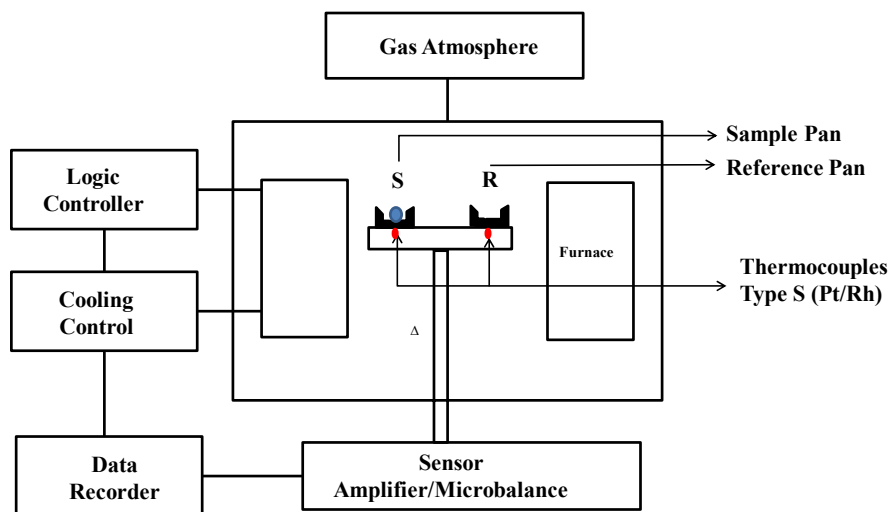 Gas Atmosphere
Sample Pan
Reference Pan
S
R
Logic
Controller
Furnace
Thermocouples
Type S (Pt/Rh)
Cooling
Control
Δ
Data
Recorder
Sensor
Amplifier/Microbalance